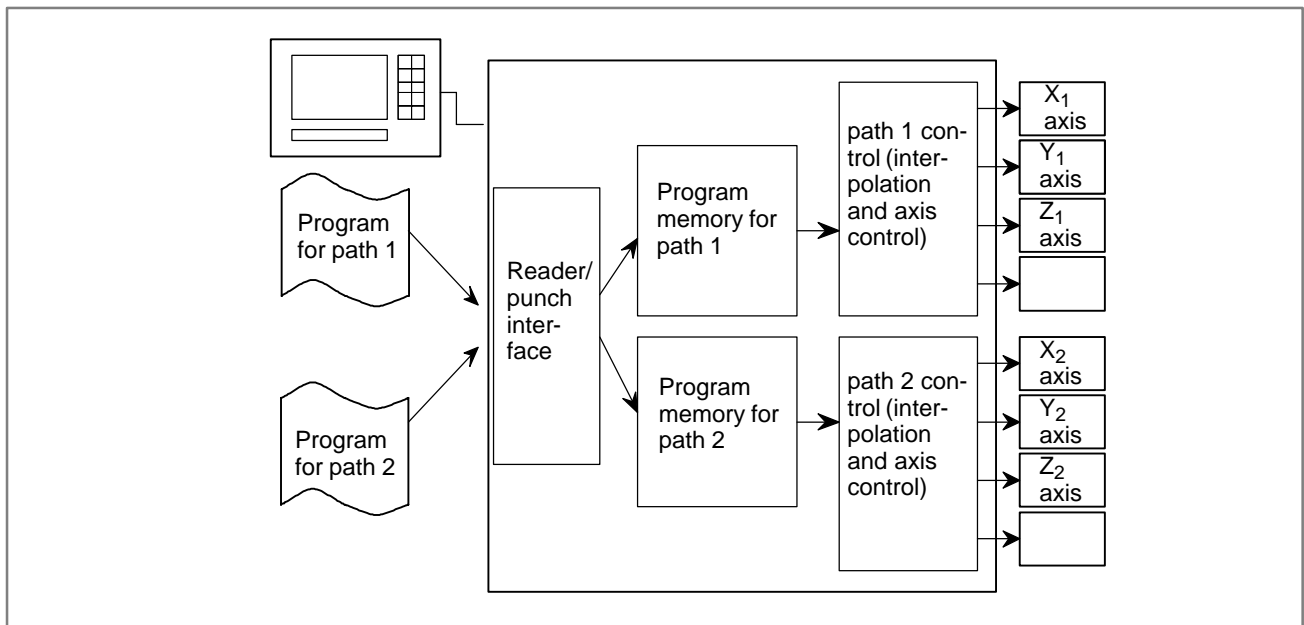 Program
for path 1
Program
for path 2
Reader/
punch
inter-
face
Program
memory for
path 1
Program
memory for
path 2
path 1 con-
trol (inter-
polation
and axis
control)
path 2 con-
trol (inter-
polation
and axis
control)
X₁
axis
Y₁
axis
Z₁
axis
X₂
axis
Y₂
axis
Z₂
axis